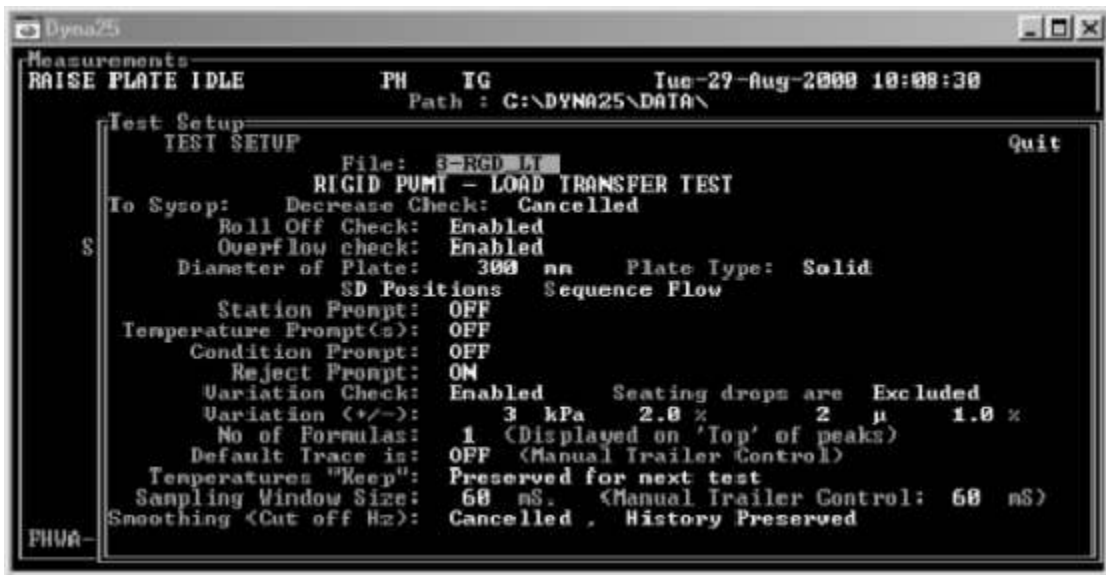 Dyna25
Measurements
RAISE PLATE IDLE PH TG Tue-29-Aug-2000 10:08:30
Path : C:\DYNA25\DATA\
Test Setup
TEST SETUP Quit
File: 3-RGD_LT
RIGID PVMT - LOAD TRANSFER TEST
To Sysop: Decrease Check: Cancelled
Roll Off Check: Enabled
S Overflow check: Enabled
Diameter of Plate: 300 mm Plate Type: Solid
SD Positions Sequence Flow
Station Prompt: OFF
Temperature Prompt(s): OFF
Condition Prompt: OFF
Reject Prompt: ON
Variation Check: Enabled Seating drops are Excluded
Variation (+/-): 3 kPa 2.0 % 2 µ 1.0 %
No of Formulas: 1 (Displayed on 'Top' of peaks)
Default Trace is: OFF (Manual Trailer Control)
Temperatures "Keep": Preserved for next test
Sampling Window Size: 60 mS. (Manual Trailer Control: 60 mS)
Smoothing (Cut off Hz): Cancelled , History Preserved
FHWA-